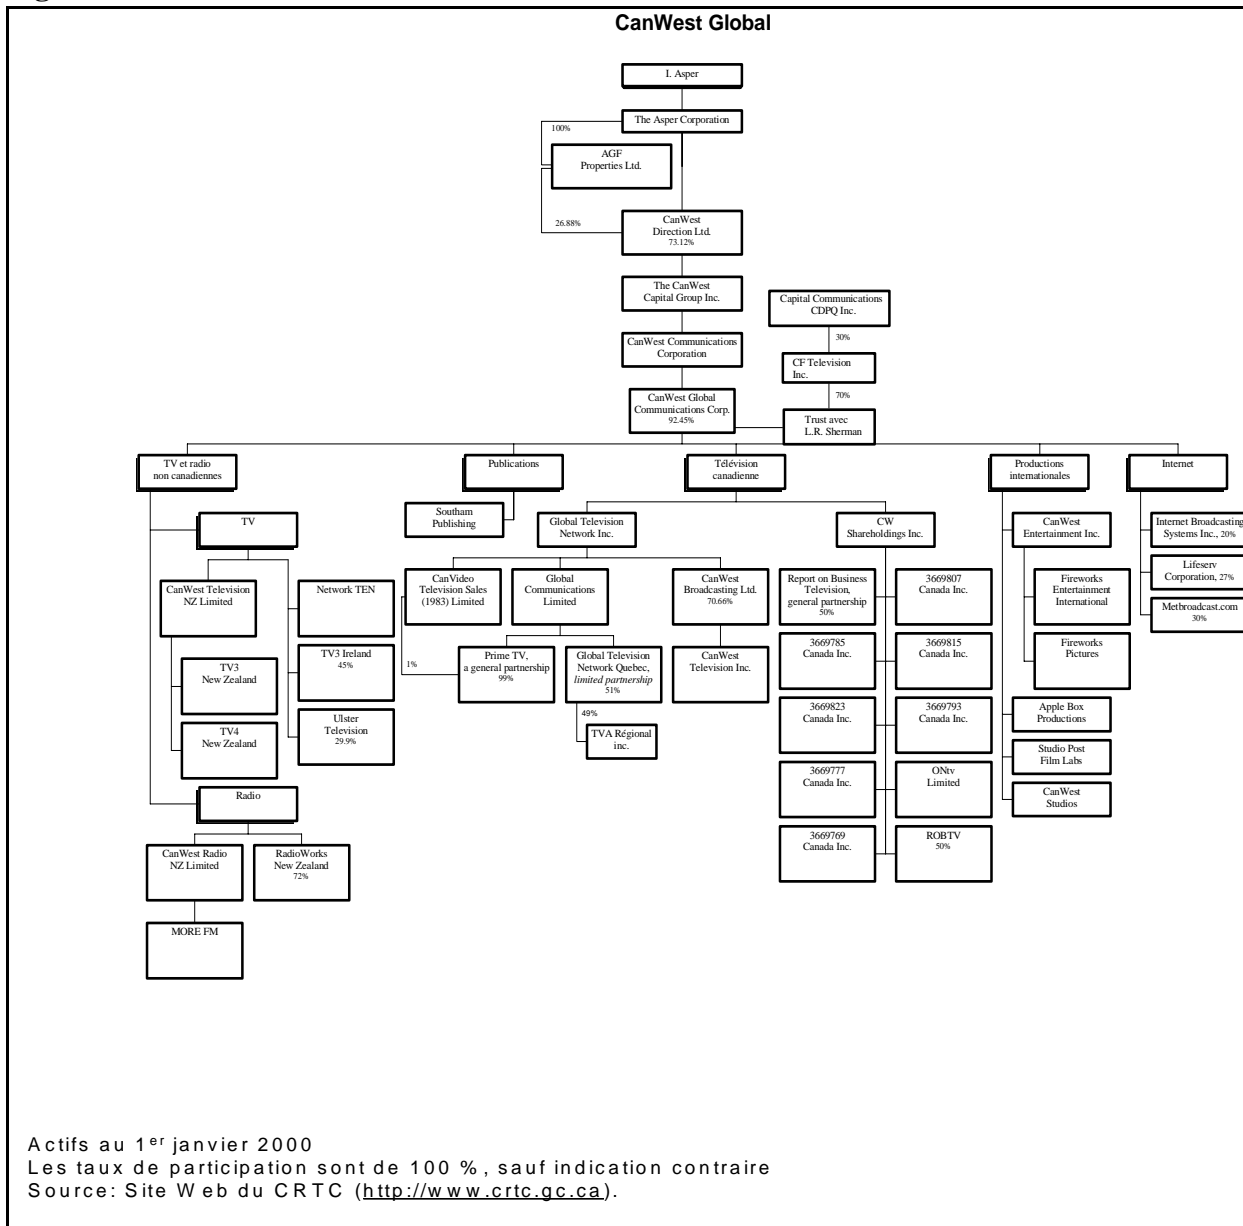 CanWest Global
I. Asper
The Asper Corporation
100%
AGF
Properties Ltd.
26.88%
CanWest
Direction Ltd.
73.12%
The CanWest
Capital Group Inc.
Capital Communications
CDPQ Inc.
30%
CanWest Communications
Corporation
CF Television
Inc.
70%
CanWest Global
Communications Corp.
92.45%
Trust avec
L.R. Sherman
TV et radio
non canadiennes
Publications
Télévision
canadienne
Productions
internationales
Internet
TV
Southam
Publishing
Global Television
Network Inc.
CW
Shareholdings Inc.
CanWest
Entertainment Inc.
Internet Broadcasting
Systems Inc., 20%
CanWest Television
NZ Limited
Network TEN
CanVideo
Television Sales
(1983) Limited
Global
Communications
Limited
CanWest
Broadcasting Ltd.
70.66%
Report on Business
Television,
general partnership
50%
3669807
Canada Inc.
Fireworks
Entertainment
International
Lifeserv
Corporation, 27%
Metbroadcast.com
30%
TV3
New Zealand
TV3 Ireland
45%
1%
Prime TV,
a general partnership
99%
Global Television
Network Quebec,
limited partnership
51%
CanWest
Television Inc.
3669785
Canada Inc.
3669815
Canada Inc.
Fireworks
Pictures
TV4
New Zealand
Ulster
Television
29.9%
49%
TVA Régional
inc.
3669823
Canada Inc.
3669793
Canada Inc.
Apple Box
Productions
Studio Post
Film Labs
Radio
3669777
Canada Inc.
ONtv
Limited
CanWest
Studios
CanWest Radio
NZ Limited
RadioWorks
New Zealand
72%
3669769
Canada Inc.
ROBTV
50%
MORE FM
Actifs au 1er janvier 2000
Les taux de participation sont de 100 %, sauf indication contraire
Source: Site Web du CRTC (http://www.crtc.gc.ca).